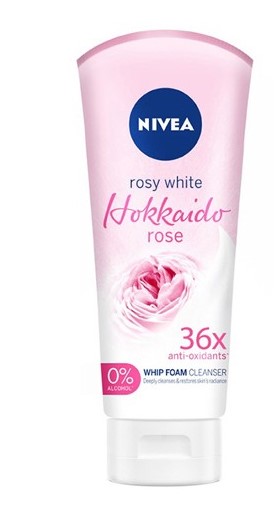 NIVEA
rosy white
Hokkaido
rose
36x
anti-oxidants*
0%
ALCOHOL
WHIP FOAM CLEANSER
Deeply cleanses & restores skin's radiance